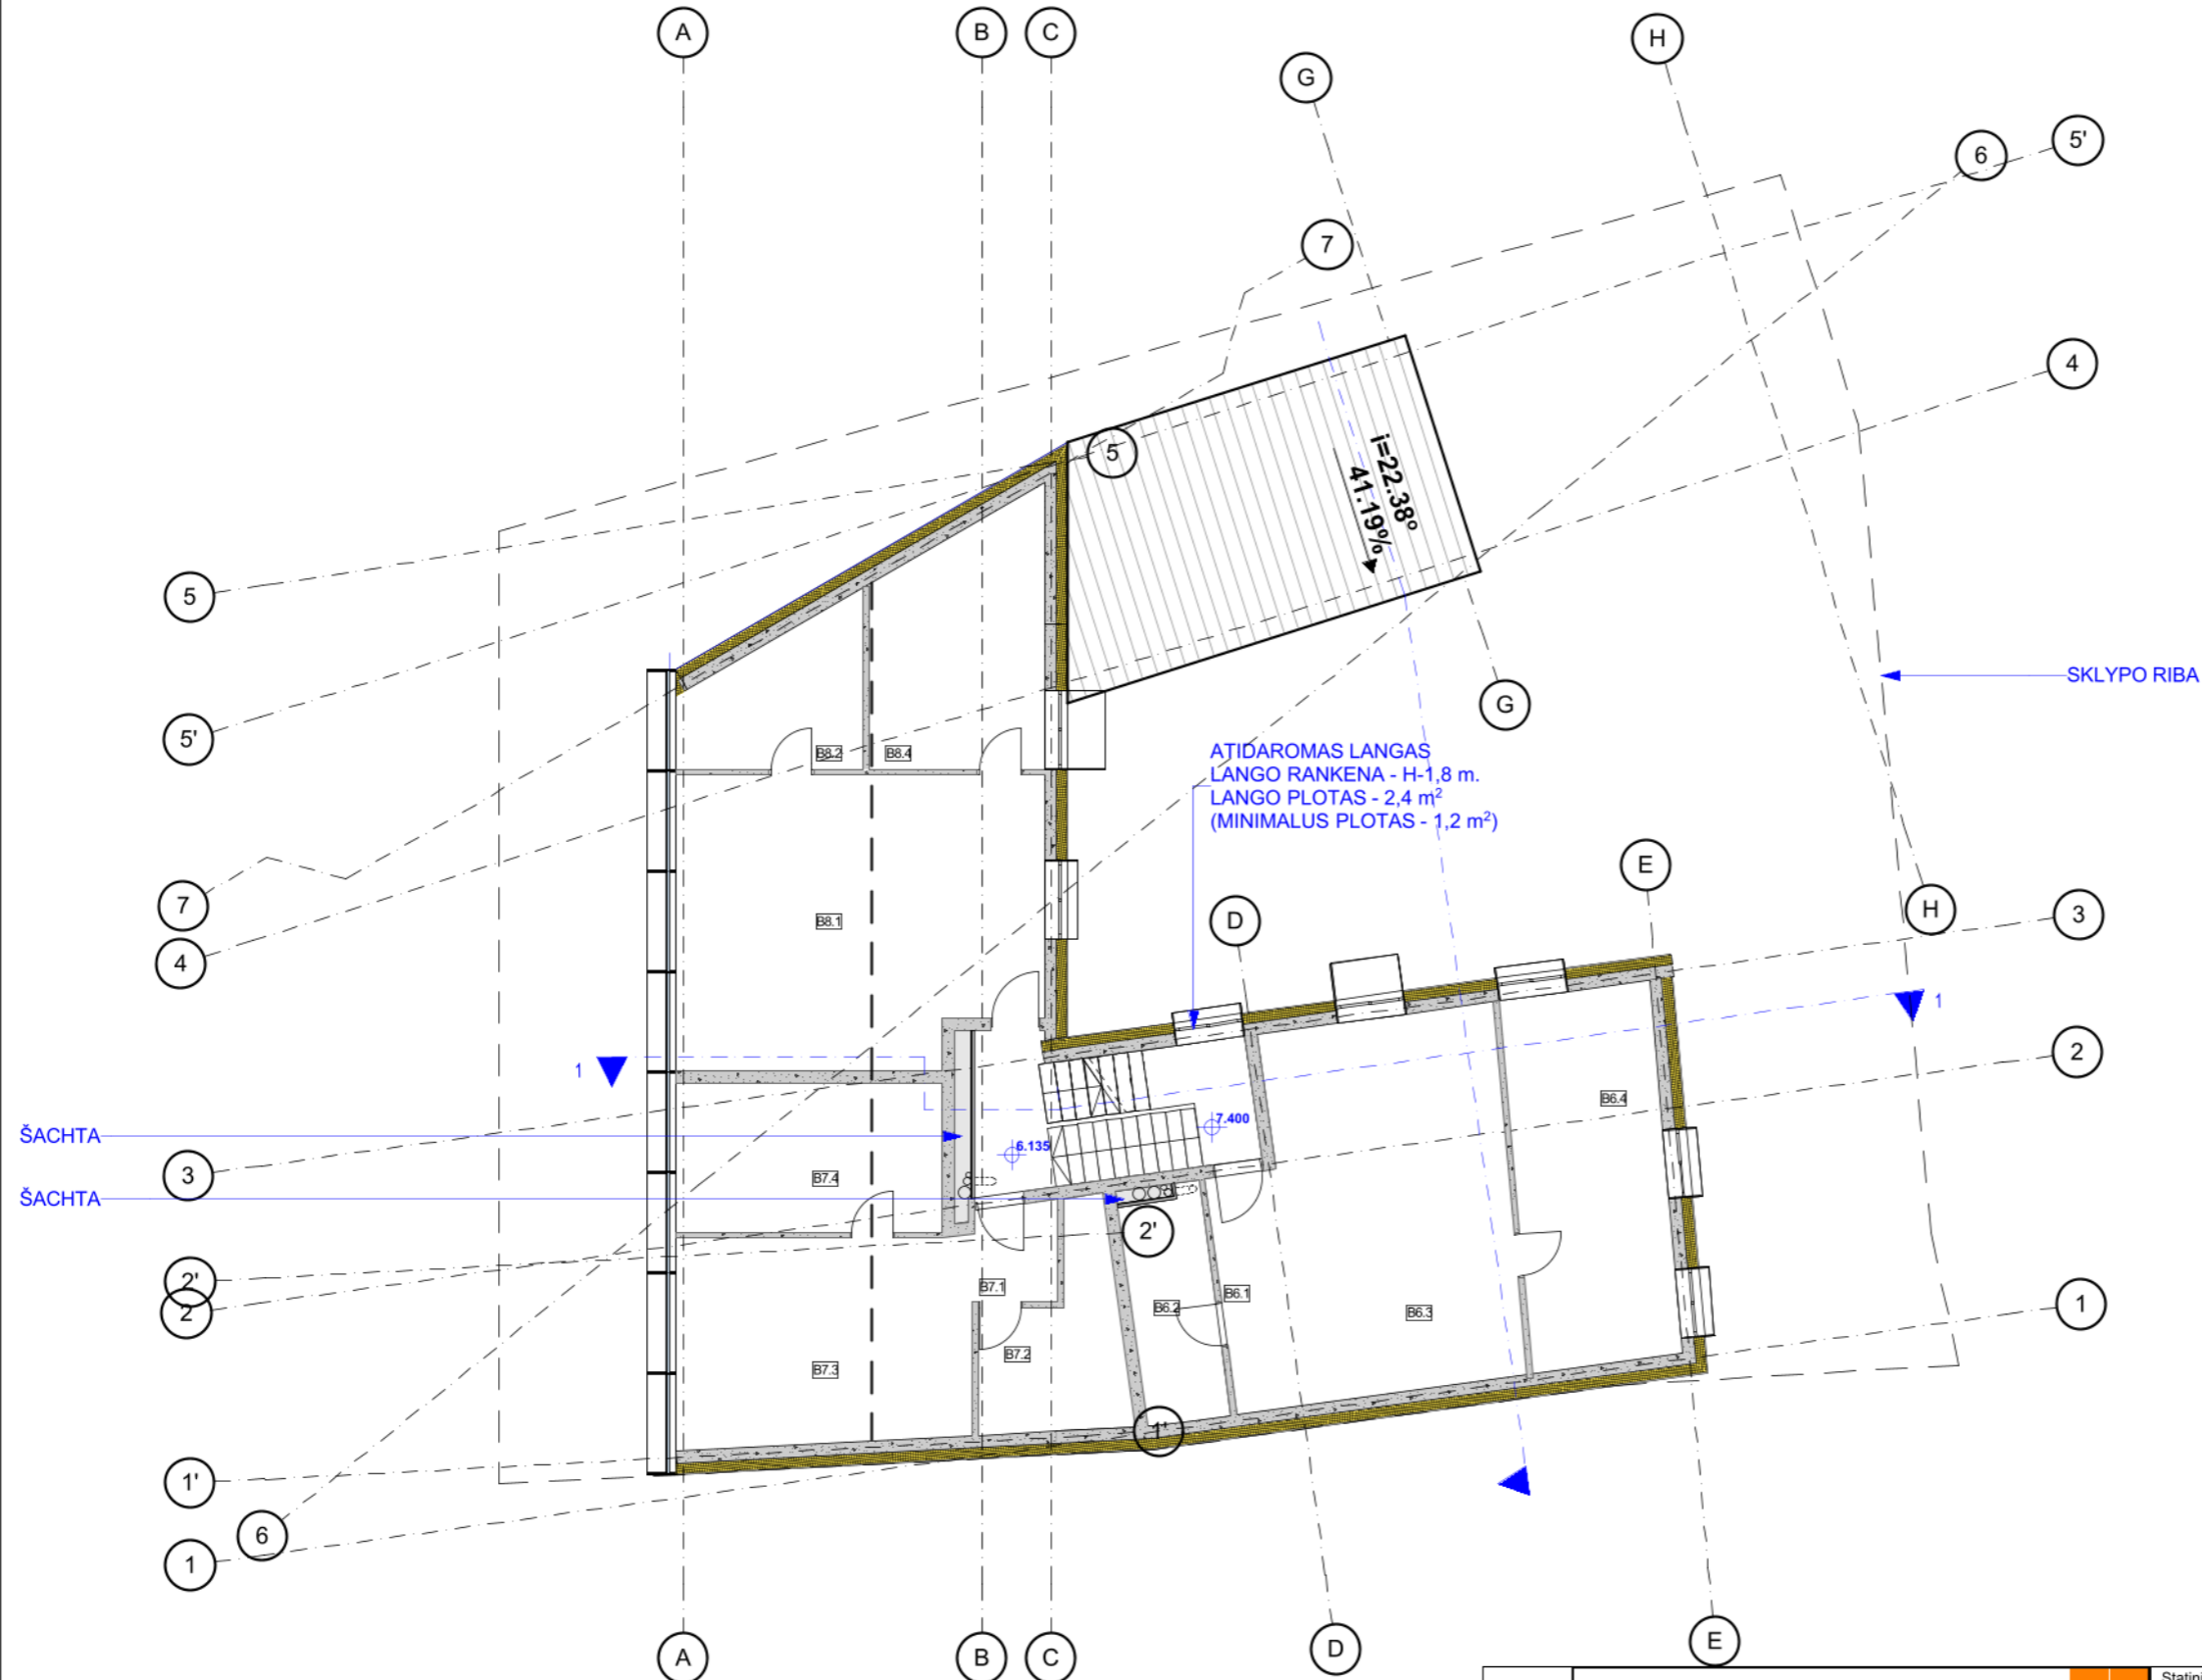 A
B
C
G
H
5'
6
7
4
5
i=22.38°
41.19%
5
SKLYPO RIBA
5'
G
B8.2
B8.4
ATIDAROMAS LANGAS
LANGO RANKENA - H-1,8 m.
LANGO PLOTAS - 2,4 m²
(MINIMALUS PLOTAS - 1,2 m²)
E
7
B8.1
D
H
3
4
1
1
2
B6.4
ŠACHTA
7.400
6.135
3
B7.4
ŠACHTA
2'
2'
2
B7.1
B6.2
B6.1
B6.3
1
B7.2
B7.3
1'
1'
6
1
A
B
C
D
E
Statini